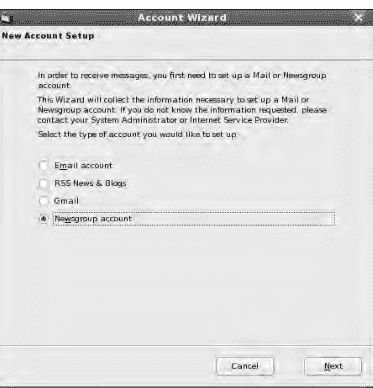 Account Wizard
New Account Setup
In order to receive messages, you first need to set up a Mail or Newsgroup
account.
This Wizard will collect the information necessary to set up a Mail or
Newsgroup account. If you do not know the information requested, please
contact your System Administrator or Internet Service Provider.
Select the type of account you would like to set up:
Email account
RSS News & Blogs
Gmail
Newsgroup account
Cancel
Next